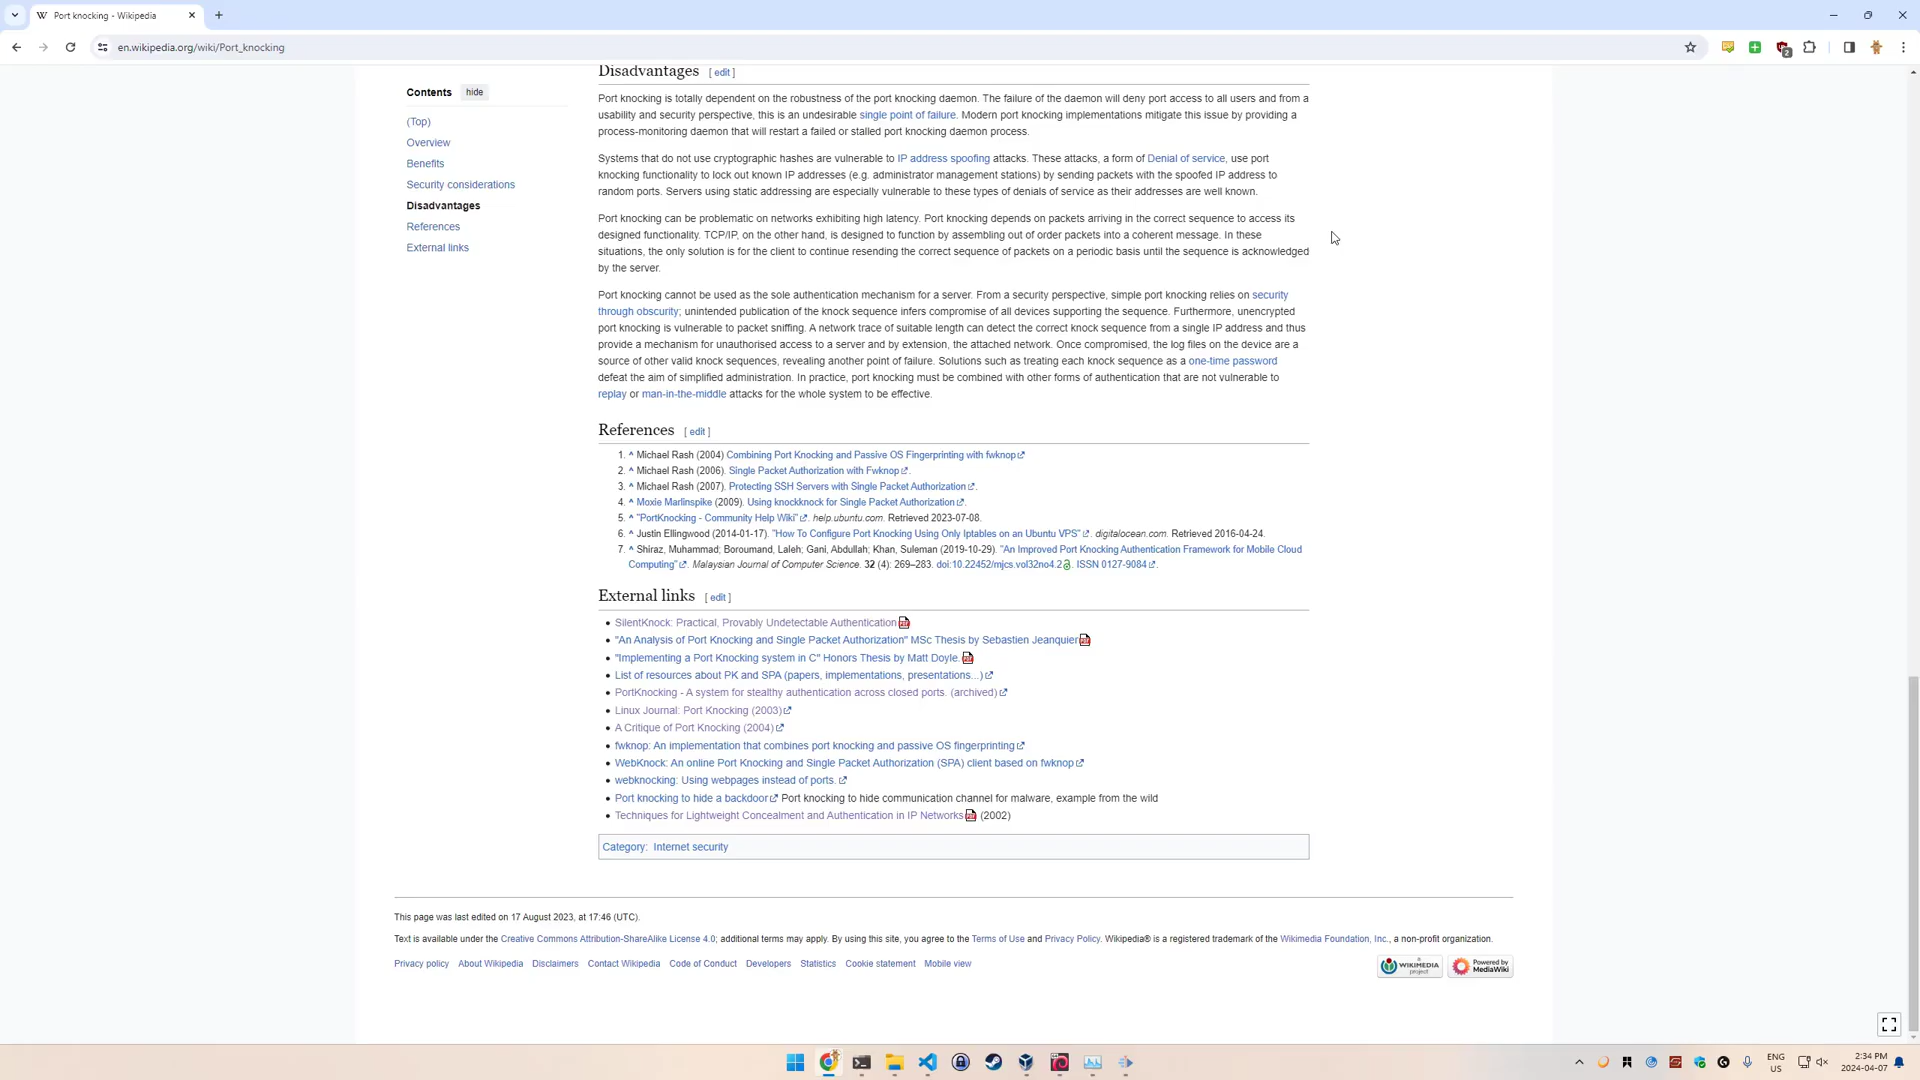 Port knocking - Wikipedia
en.wikipedia.org/wiki/Port_knocking
2
Contents hide
(Top)
Overview
Benefits
Security considerations
Disadvantages
References
External links
Disadvantages [ edit ]
Port knocking is totally dependent on the robustness of the port knocking daemon. The failure of the daemon will deny port access to all users and from a
usability and security perspective, this is an undesirable single point of failure. Modern port knocking implementations mitigate this issue by providing a
process-monitoring daemon that will restart a failed or stalled port knocking daemon process.
Systems that do not use cryptographic hashes are vulnerable to IP address spoofing attacks. These attacks, a form of Denial of service, use port
knocking functionality to lock out known IP addresses (e.g. administrator management stations) by sending packets with the spoofed IP address to
random ports. Servers using static addressing are especially vulnerable to these types of denials of service as their addresses are well known.
Port knocking can be problematic on networks exhibiting high latency. Port knocking depends on packets arriving in the correct sequence to access its
designed functionality. TCP/IP, on the other hand, is designed to function by assembling out of order packets into a coherent message. In these
situations, the only solution is for the client to continue resending the correct sequence of packets on a periodic basis until the sequence is acknowledged
by the server.
Port knocking cannot be used as the sole authentication mechanism for a server. From a security perspective, simple port knocking relies on security
through obscurity; unintended publication of the knock sequence infers compromise of all devices supporting the sequence. Furthermore, unencrypted
port knocking is vulnerable to packet sniffing. A network trace of suitable length can detect the correct knock sequence from a single IP address and thus
provide a mechanism for unauthorised access to a server and by extension, the attached network. Once compromised, the log files on the device are a
source of other valid knock sequences, revealing another point of failure. Solutions such as treating each knock sequence as a one-time password
defeat the aim of simplified administration. In practice, port knocking must be combined with other forms of authentication that are not vulnerable to
replay or man-in-the-middle attacks for the whole system to be effective.
References [ edit ]
1. ^ Michael Rash (2004) Combining Port Knocking and Passive OS Fingerprinting with fwknop
2. ^ Michael Rash (2006). Single Packet Authorization with Fwknop.
3. ^ Michael Rash (2007). Protecting SSH Servers with Single Packet Authorization.
4. ^ Moxie Marlinspike (2009). Using knockknock for Single Packet Authorization.
5. ^ "PortKnocking - Community Help Wiki". help.ubuntu.com. Retrieved 2023-07-08.
6. ^ Justin Ellingwood (2014-01-17). "How To Configure Port Knocking Using Only Iptables on an Ubuntu VPS". digitalocean.com. Retrieved 2016-04-24.
7. ^ Shiraz, Muhammad; Boroumand, Laleh; Gani, Abdullah; Khan, Suleman (2019-10-29). "An Improved Port Knocking Authentication Framework for Mobile Cloud
Computing". Malaysian Journal of Computer Science. 32 (4): 269–283. doi:10.22452/mjcs.vol32no4.2. ISSN 0127-9084.
External links [ edit ]
• SilentKnock: Practical, Provably Undetectable Authentication
• "An Analysis of Port Knocking and Single Packet Authorization" MSc Thesis by Sebastien Jeanquier
• "Implementing a Port Knocking system in C" Honors Thesis by Matt Doyle.
• List of resources about PK and SPA (papers, implementations, presentations...)
• PortKnocking - A system for stealthy authentication across closed ports. (archived)
• Linux Journal: Port Knocking (2003)
• A Critique of Port Knocking (2004)
• fwknop: An implementation that combines port knocking and passive OS fingerprinting
• WebKnock: An online Port Knocking and Single Packet Authorization (SPA) client based on fwknop
• webknocking: Using webpages instead of ports.
• Port knocking to hide a backdoor Port knocking to hide communication channel for malware, example from the wild
• Techniques for Lightweight Concealment and Authentication in IP Networks (2002)
Category: Internet security
This page was last edited on 17 August 2023, at 17:46 (UTC).
Text is available under the Creative Commons Attribution-ShareAlike License 4.0; additional terms may apply. By using this site, you agree to the Terms of Use and Privacy Policy. Wikipedia® is a registered trademark of the Wikimedia Foundation, Inc., a non-profit organization.
Privacy policy About Wikipedia Disclaimers Contact Wikipedia Code of Conduct Developers Statistics Cookie statement Mobile view
A WIKIMEDIA project
Powered by MediaWiki
ENG
US
2:34 PM
2024-04-07